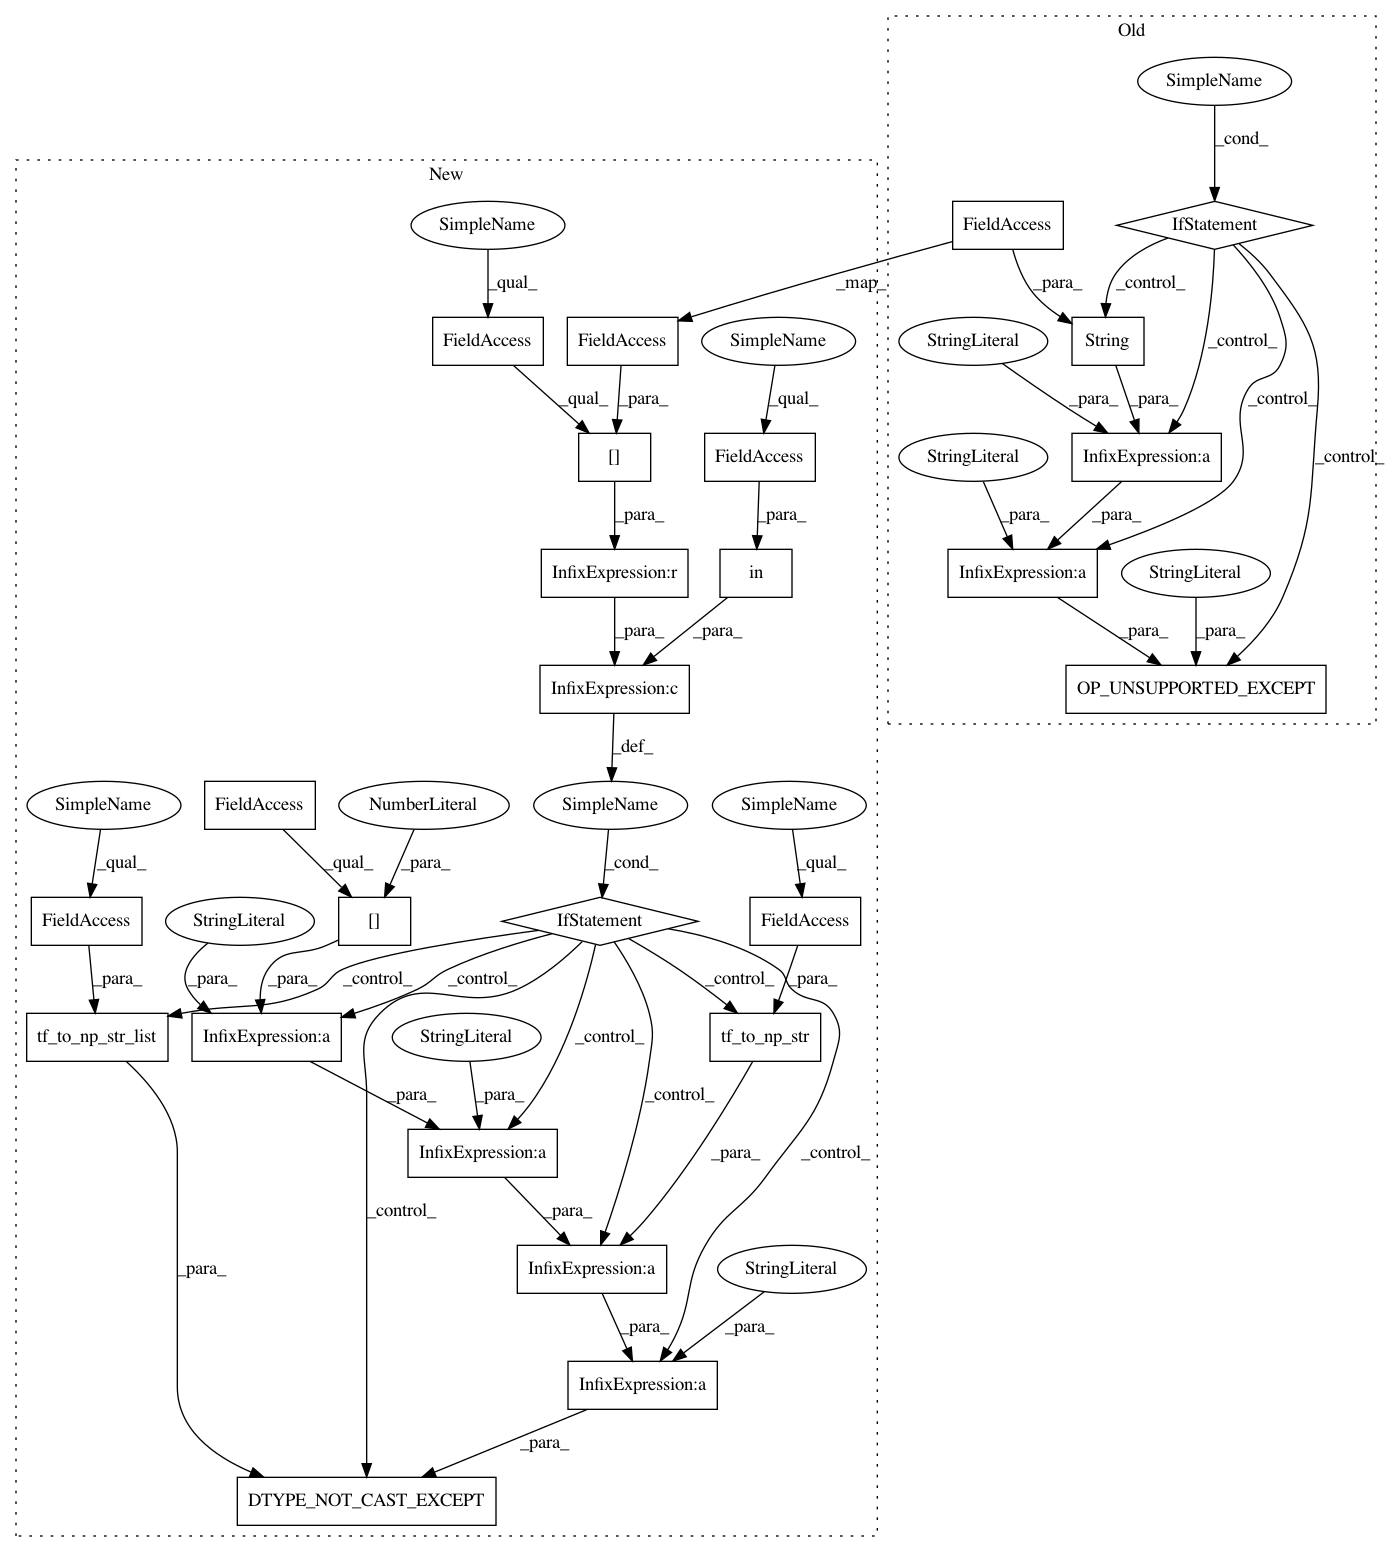 Old
SimpleName
_cond_
New
SimpleName
FieldAccess
IfStatement
_qual_
_map_
_para_
_control_
FieldAccess
FieldAccess
SimpleName
StringLiteral
String
_control_
_qual_
_para_
_qual_
_para_
_para_
_control_
[]
FieldAccess
StringLiteral
InfixExpression:a
_control_
_para_
_para_
_para_
_para_
InfixExpression:r
in
InfixExpression:a
StringLiteral
_para_
_para_
_para_
_para_
InfixExpression:c
OP_UNSUPPORTED_EXCEPT
_def_
SimpleName
FieldAccess
NumberLiteral
SimpleName
SimpleName
_qual_
_qual_
_para_
_cond_
_qual_
FieldAccess
StringLiteral
[]
IfStatement
FieldAccess
_para_
_para_
_para_
_control_
_control_
_control_
_para_
tf_to_np_str_list
InfixExpression:a
StringLiteral
_control_
tf_to_np_str
_para_
_para_
_control_
InfixExpression:a
_para_
_control_
_control_
_para_
_para_
InfixExpression:a
StringLiteral
_para_
_para_
InfixExpression:a
_para_
DTYPE_NOT_CAST_EXCEPT